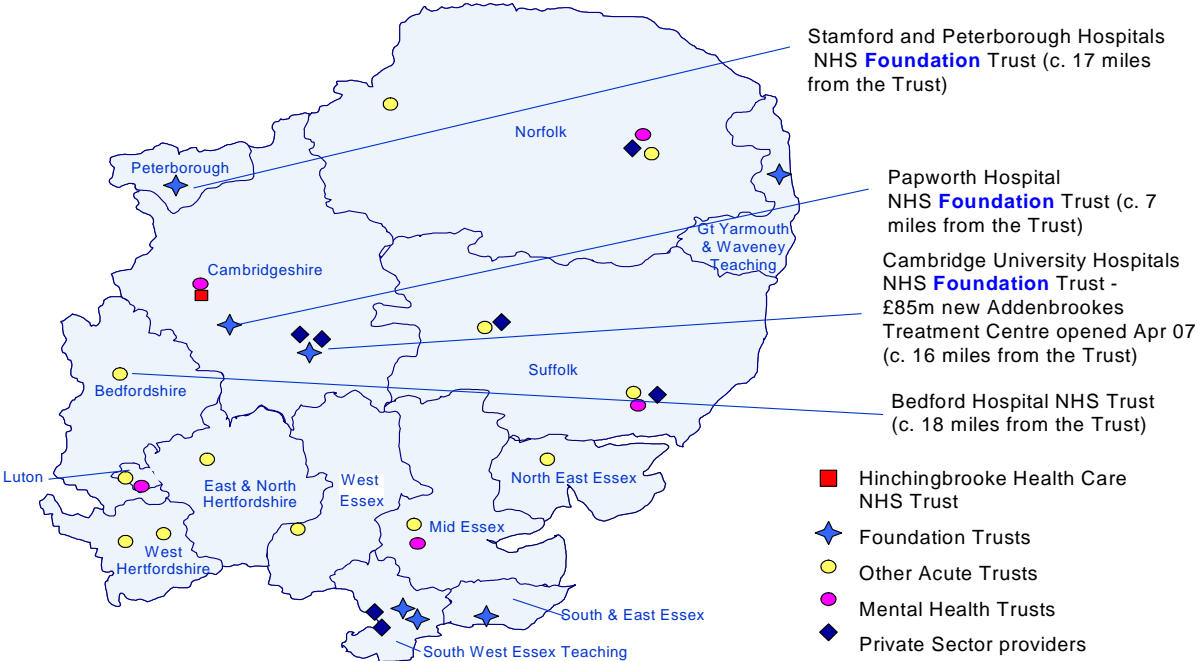 Stamford and Peterborough Hospitals
NHS Foundation Trust (c. 17 miles
from the Trust)
Norfolk
Peterborough
Papworth Hospital
NHS Foundation Trust (c. 7
miles from the Trust)
Gt Yarmouth
& Waveney
Teaching
Cambridgeshire
Cambridge University Hospitals
NHS Foundation Trust -
£85m new Addenbrookes
Treatment Centre opened Apr 07
(c. 16 miles from the Trust)
Suffolk
Bedfordshire
Bedford Hospital NHS Trust
(c. 18 miles from the Trust)
Luton
East & North
Hertfordshire
West
Essex
North East Essex
Mid Essex
West
Hertfordshire
South & East Essex
South West Essex Teaching
Hinchingbrooke Health Care
NHS Trust
Foundation Trusts
Other Acute Trusts
Mental Health Trusts
Private Sector providers